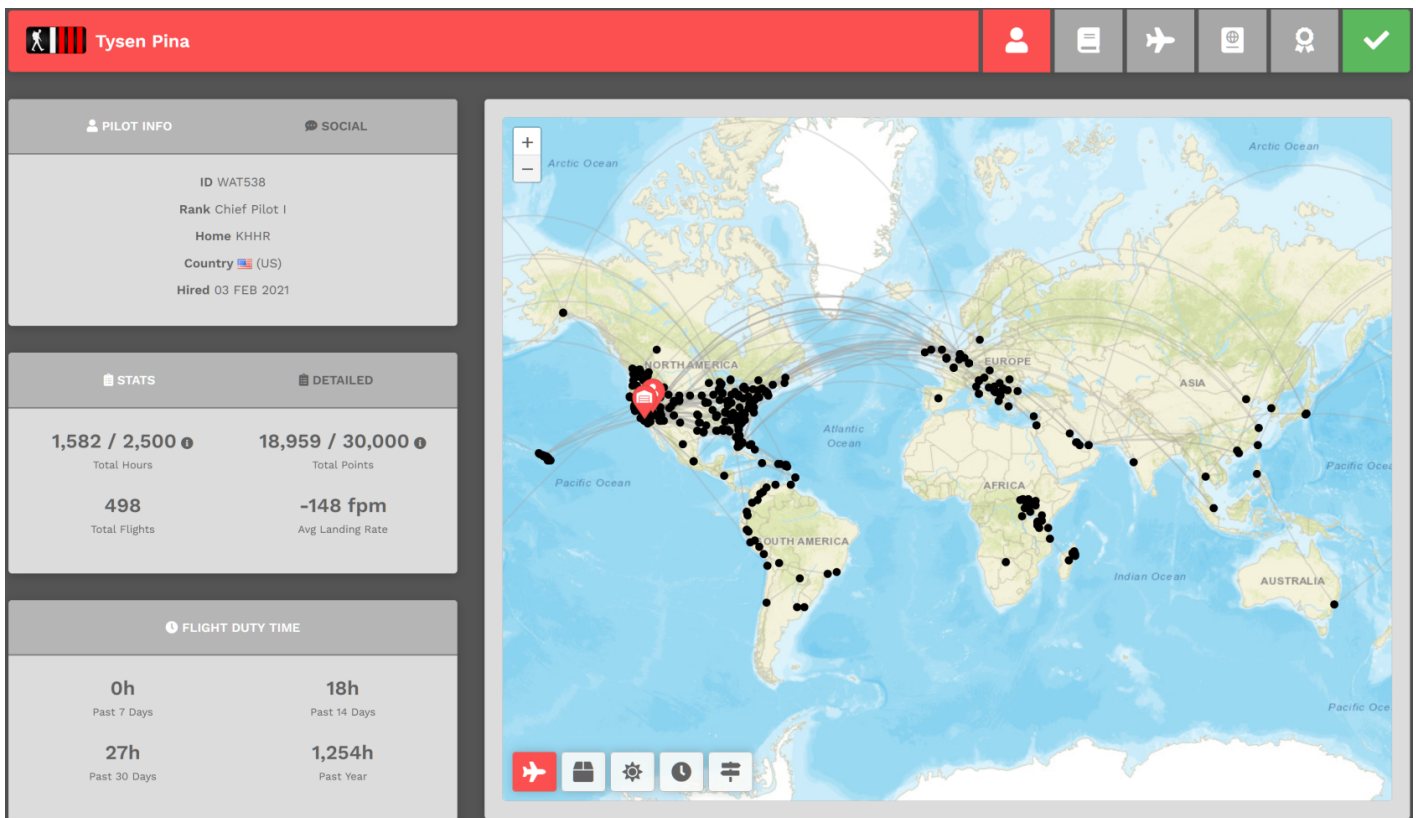 Tysen Pina
PILOT INFO
SOCIAL
ID WAT538
Rank Chief Pilot I
Home KHHR
Country (US)
Hired 03 FEB 2021
STATS
DETAILED
1,582 / 2,500
18,959 / 30,000
Total Hours
Total Points
498
-148 fpm
Total Flights
Avg Landing Rate
FLIGHT DUTY TIME
0h
18h
Past 7 Days
Past 14 Days
27h
1,254h
Past 30 Days
Past Year
+
−
Arctic Ocean
Arctic Ocean
NORTH AMERICA
EUROPE
ASIA
Atlantic
Ocean
Pacific Ocean
Pacific Ocea
AFRICA
OUTH AMERICA
Indian Ocean
AUSTRALIA
Pacific Oce